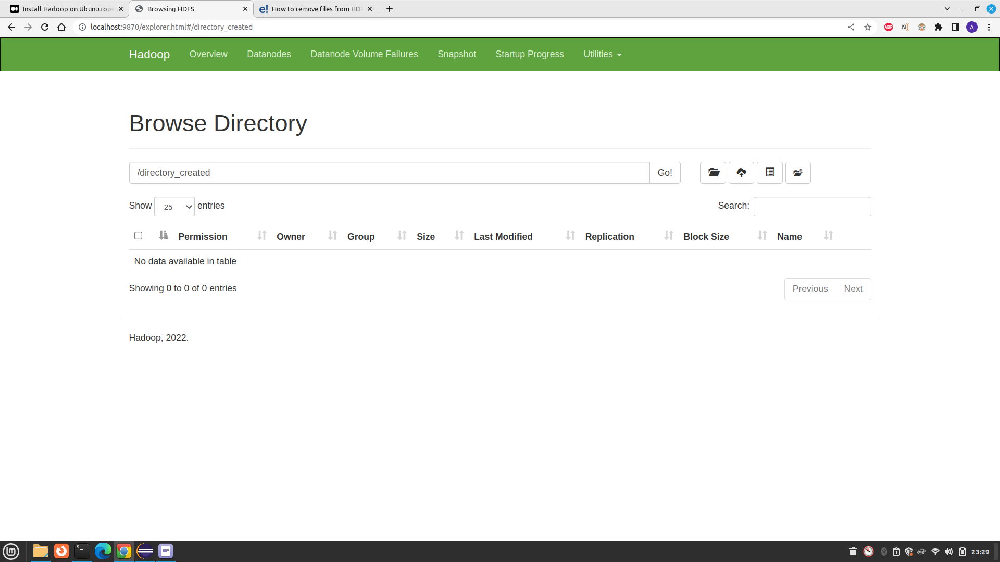 Install Hadoop on Ubuntu ope
Browsing HDFS
How to remove files from HDF
localhost:9870/explorer.html#/directory_created
ABP
A
Hadoop Overview Datanodes Datanode Volume Failures Snapshot Startup Progress Utilities
Browse Directory
/directory_created Go!
Show 25 entries Search:
Permission Owner Group Size Last Modified Replication Block Size Name
No data available in table
Showing 0 to 0 of 0 entries Previous Next
Hadoop, 2022.
23:29